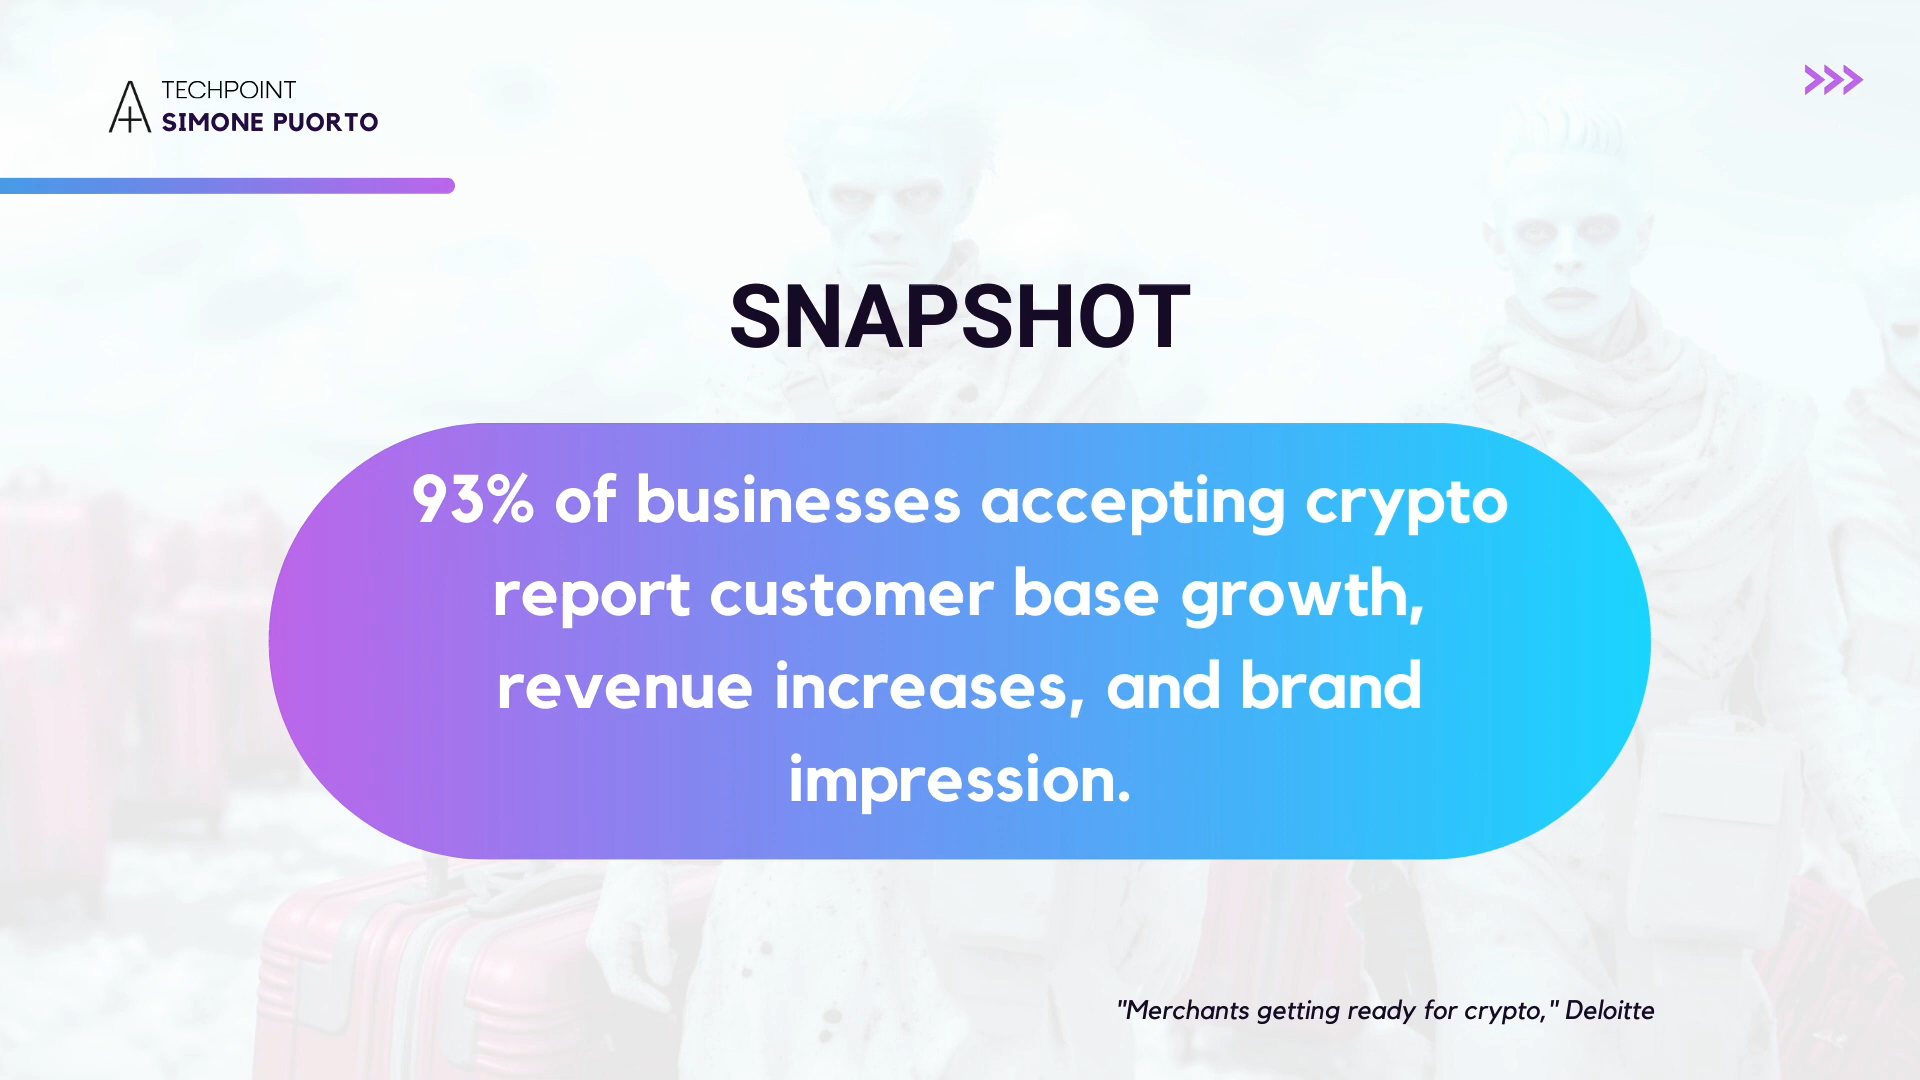 TECHPOINT
SIMONE PUORTO
SNAPSHOT
93% of businesses accepting crypto
report customer base growth,
revenue increases, and brand
impression.
"Merchants getting ready for crypto," Deloitte